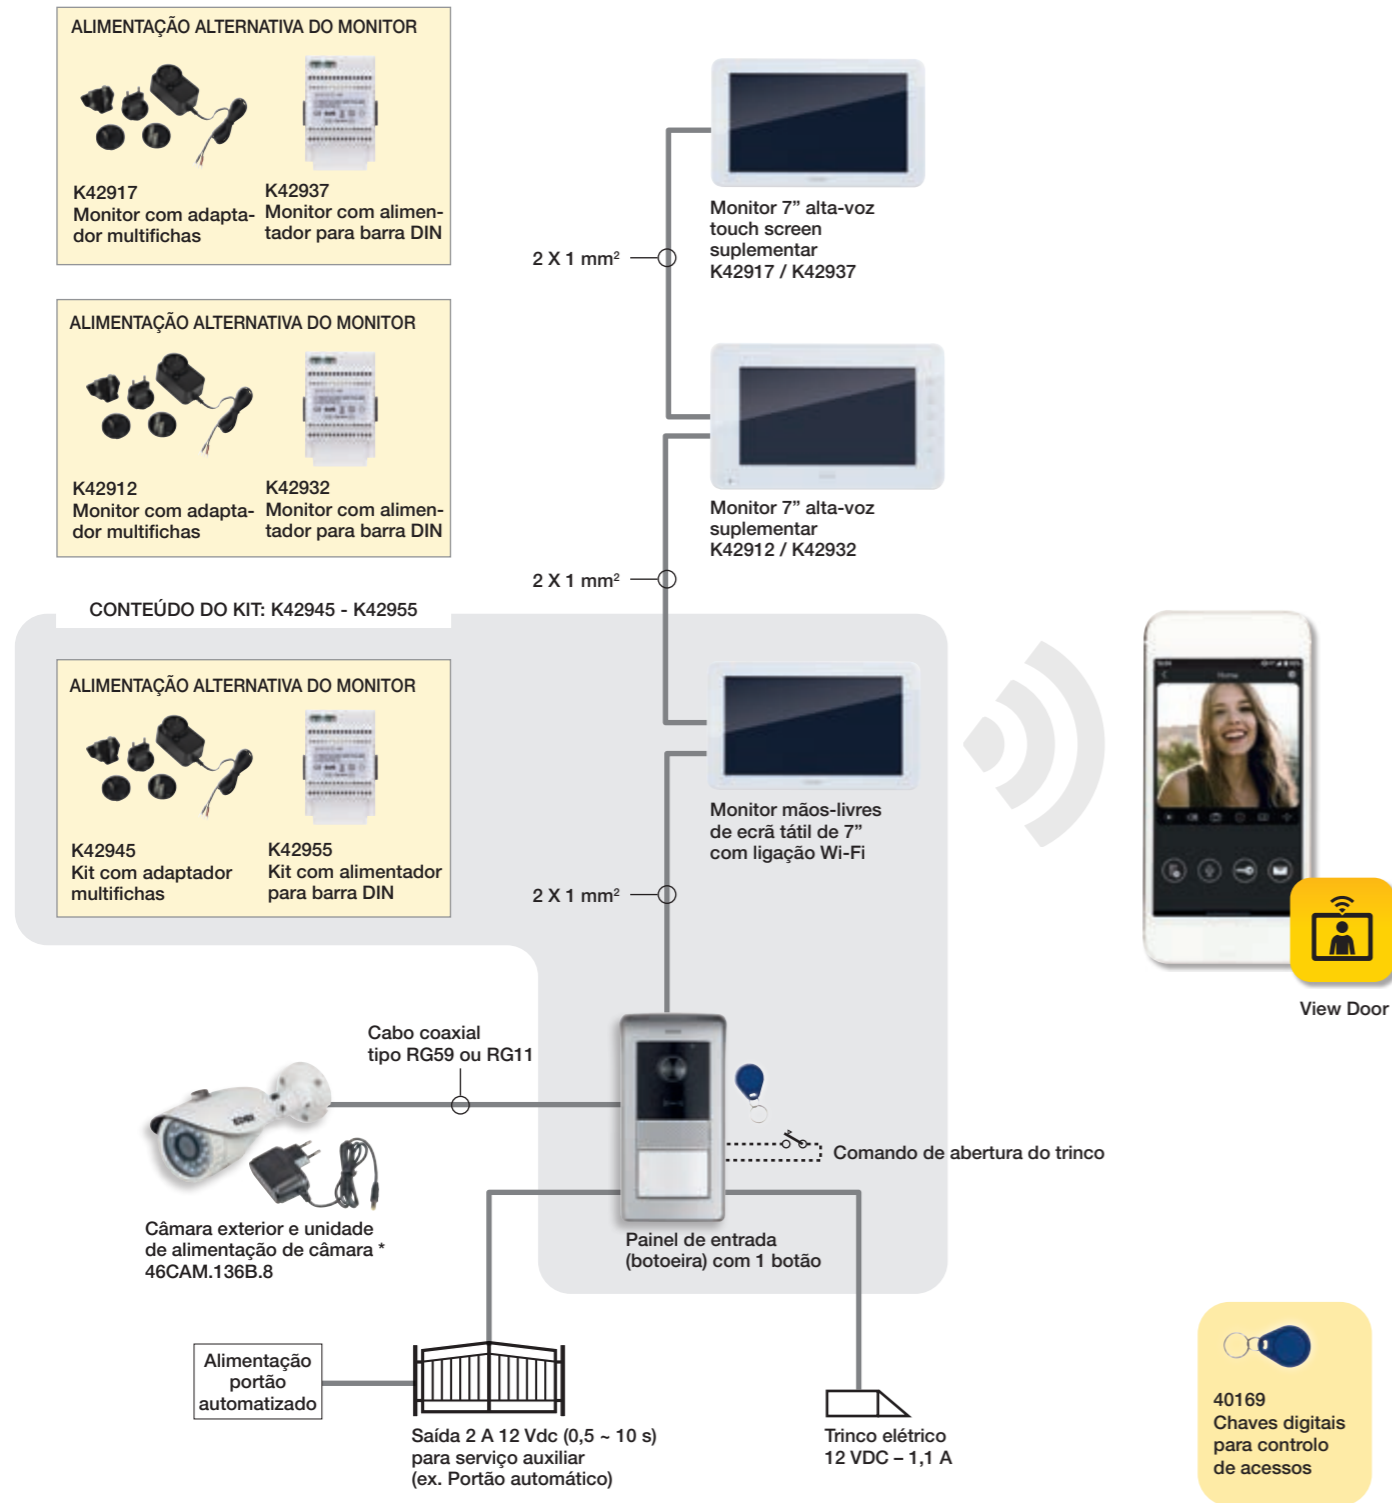 ALIMENTAÇÃO ALTERNATIVA DO MONITOR
K42917
Monitor com adapta-
dor multifichas
K42937
Monitor com alimen-
tador para barra DIN
Monitor 7” alta-voz
touch screen
suplementar
K42917 / K42937
2 X 1 mm²
ALIMENTAÇÃO ALTERNATIVA DO MONITOR
K42912
Monitor com adapta-
dor multifichas
K42932
Monitor com alimen-
tador para barra DIN
Monitor 7” alta-voz
suplementar
K42912 / K42932
2 X 1 mm²
CONTEÚDO DO KIT: K42945 - K42955
ALIMENTAÇÃO ALTERNATIVA DO MONITOR
K42945
Kit com adaptador
multifichas
K42955
Kit com alimentador
para barra DIN
Monitor mãos-livres
de ecrã tátil de 7”
com ligação Wi-Fi
2 X 1 mm²
Home
View Door
Cabo coaxial
tipo RG59 ou RG11
Comando de abertura do trinco
Câmara exterior e unidade
de alimentação de câmara *
46CAM.136B.8
Painel de entrada
(botoeira) com 1 botão
Alimentação
portão
automatizado
Saída 2 A 12 Vdc (0,5 ~ 10 s)
para serviço auxiliar
(ex. Portão automático)
Trinco elétrico
12 VDC – 1,1 A
40169
Chaves digitais
para controlo
de acessos